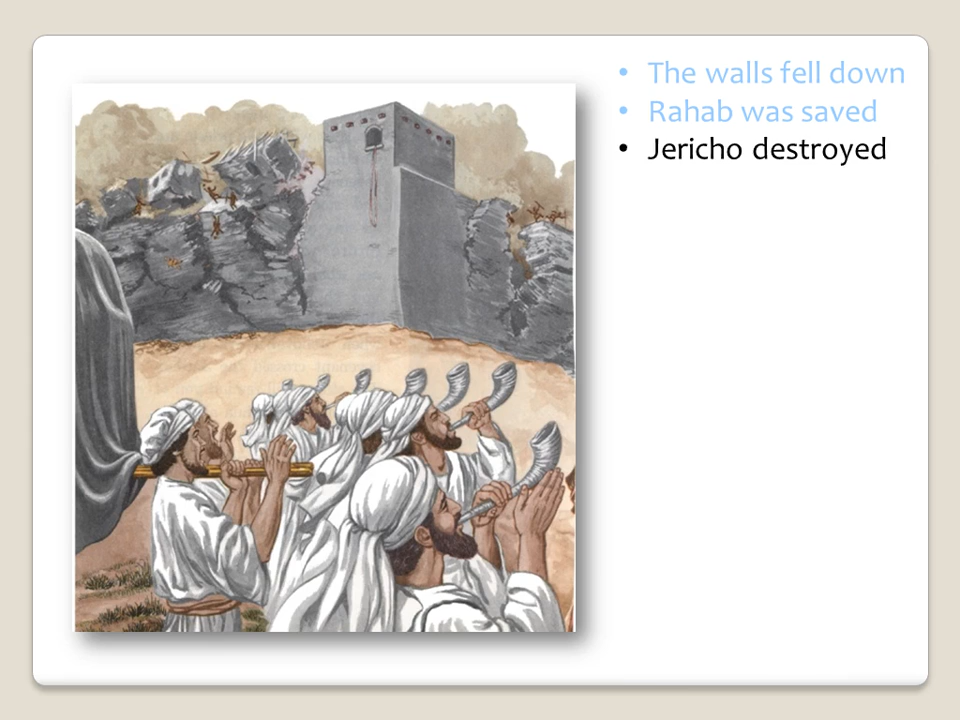 • The walls fell down
• Rahab was saved
• Jericho destroyed